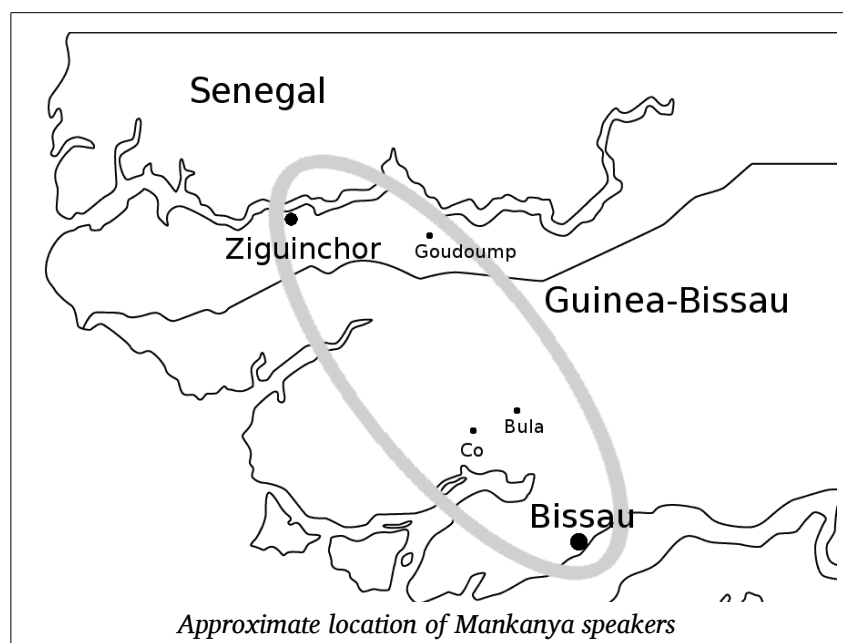 Senegal
Ziguinchor
Goudoump
Guinea-Bissau
Bula
Co
Bissau
Approximate location of Mankanya speakers